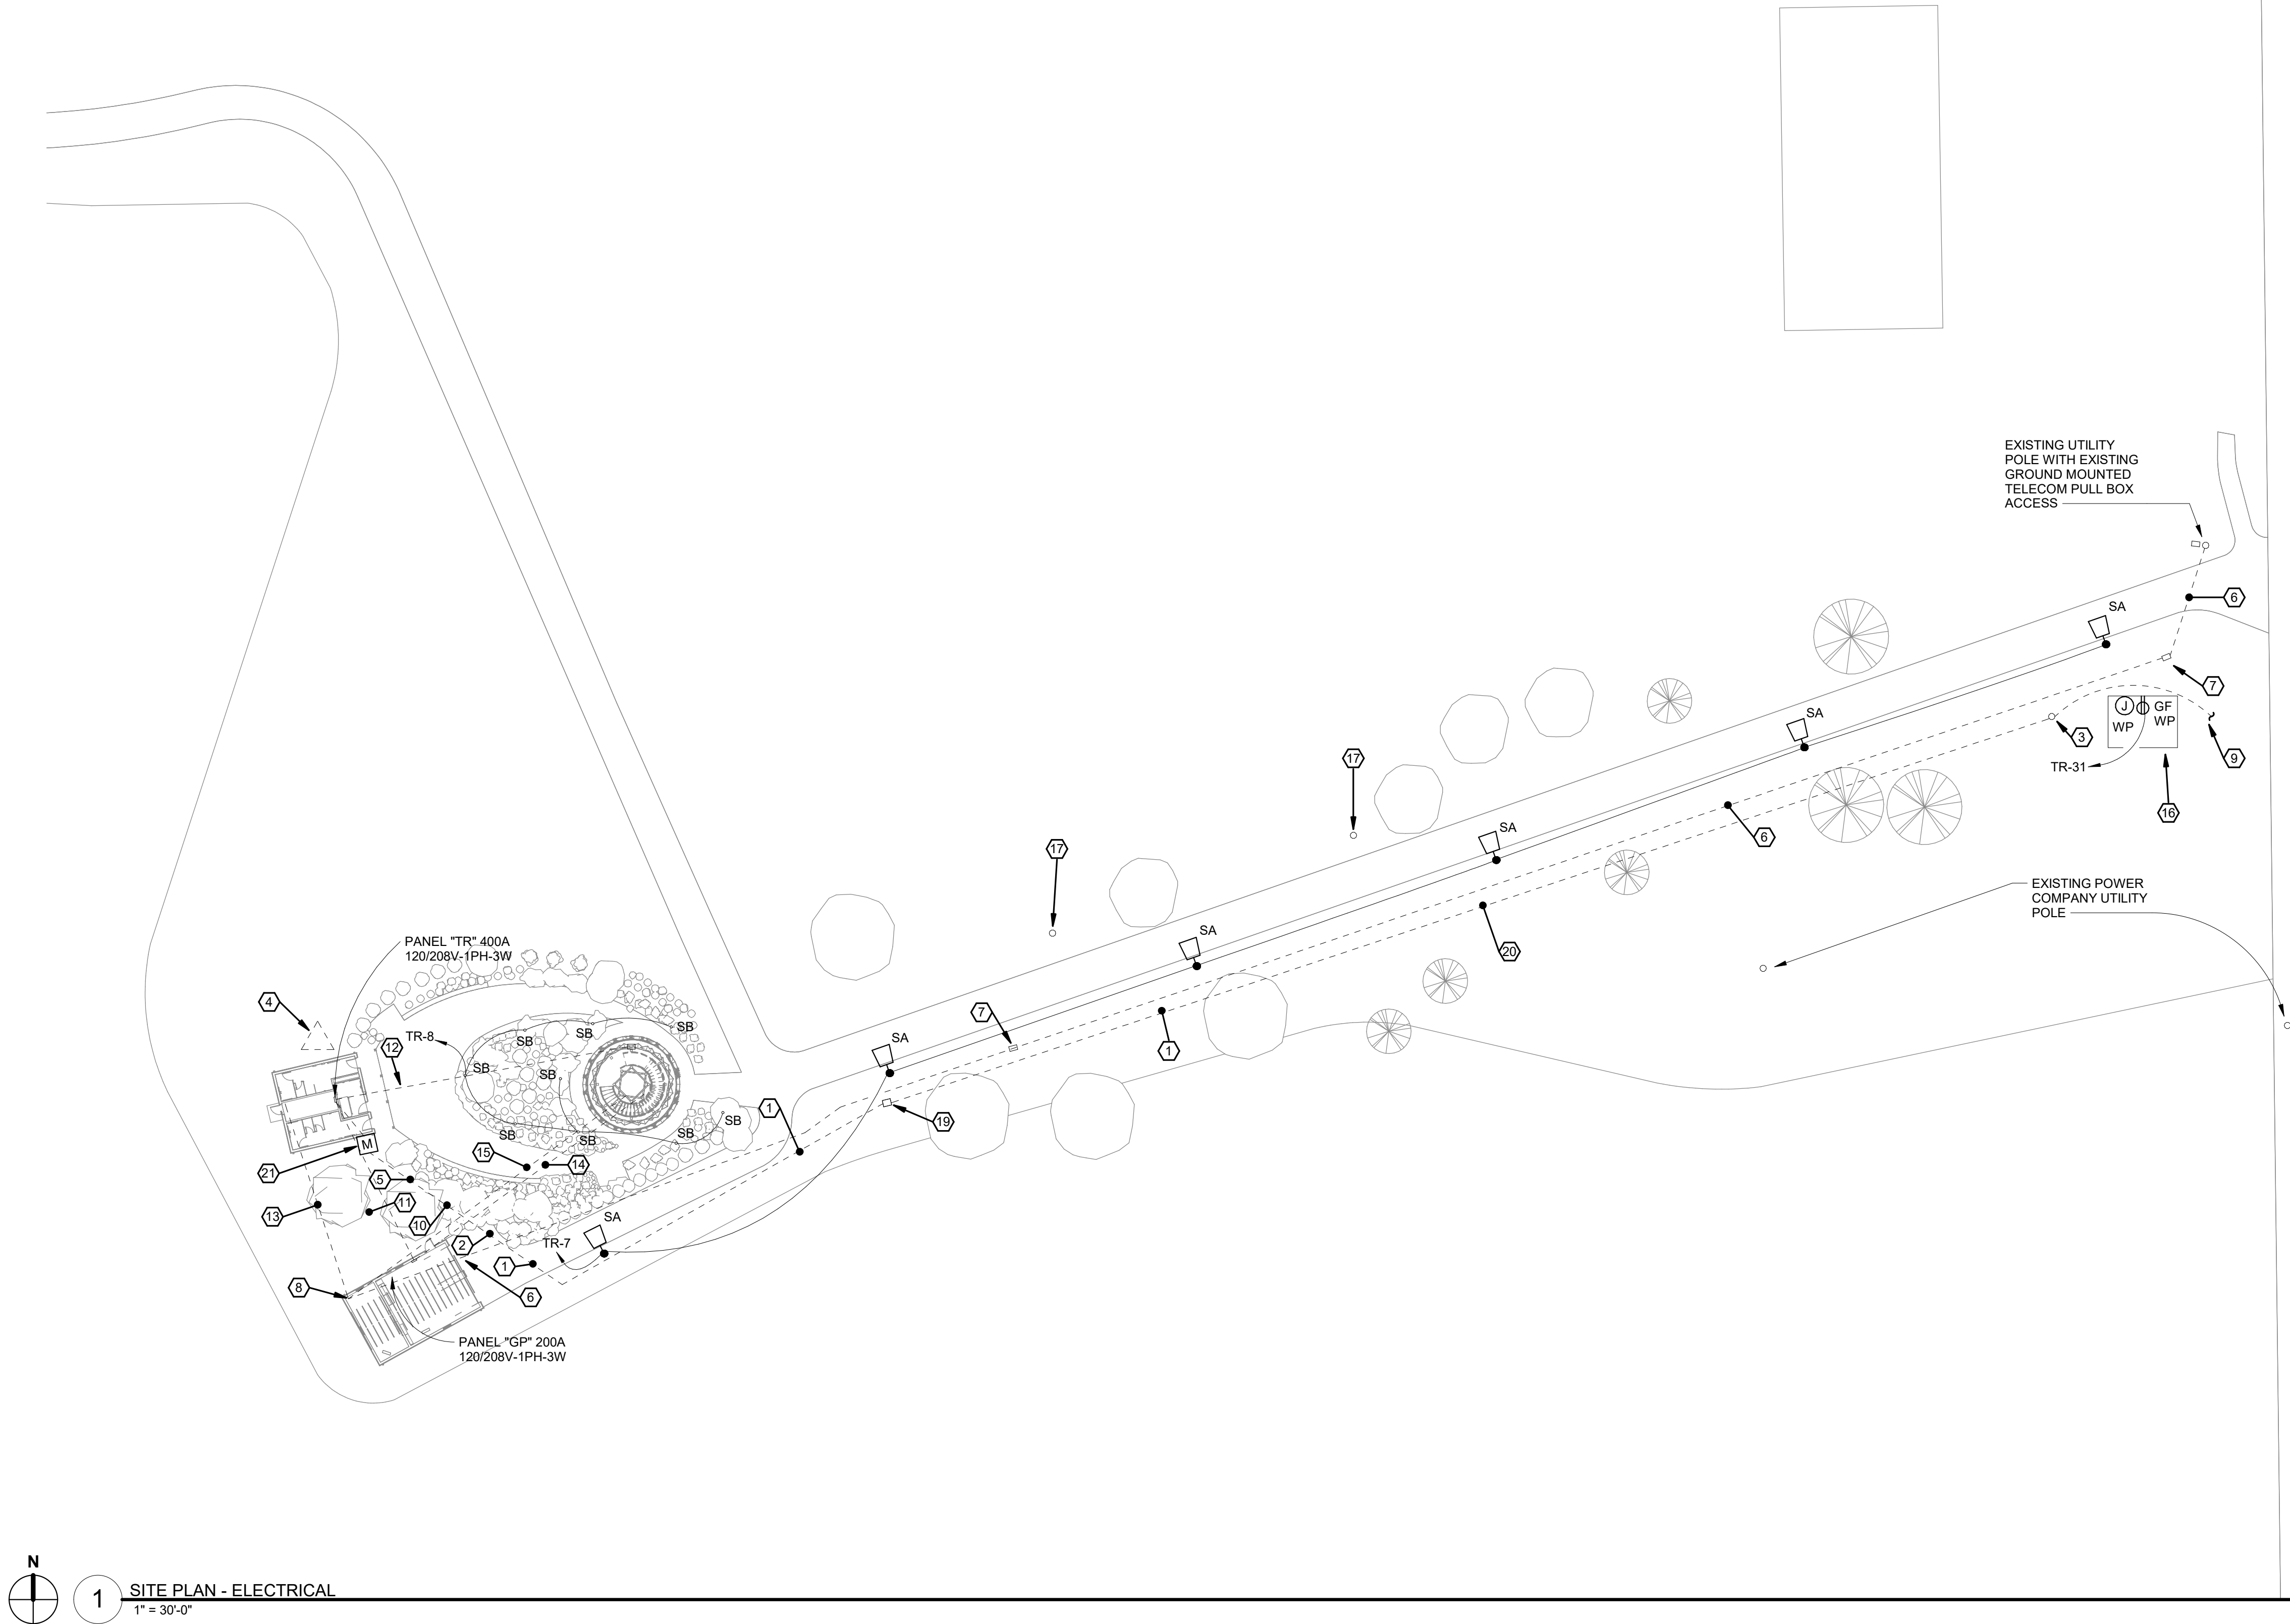 EXISTING UTILITY
POLE WITH EXISTING
GROUND MOUNTED
TELECOM PULL BOX
ACCESS
6
SA
7
J
GF
WP
WP
3
9
TR-31
16
SA
17
6
SA
17
EXISTING POWER
COMPANY UTILITY
POLE
20
SA
PANEL "TR" 400A
120/208V-1PH-3W
4
7
SA
1
TR-8
12
SB
SB
SB
SB
SB
SB
SB
SB
SB
1
19
M
21
15
14
5
11
13
10
2
SA
TR-7
1
8
6
PANEL "GP" 200A
120/208V-1PH-3W
N
1
SITE PLAN - ELECTRICAL
1" = 30'-0"